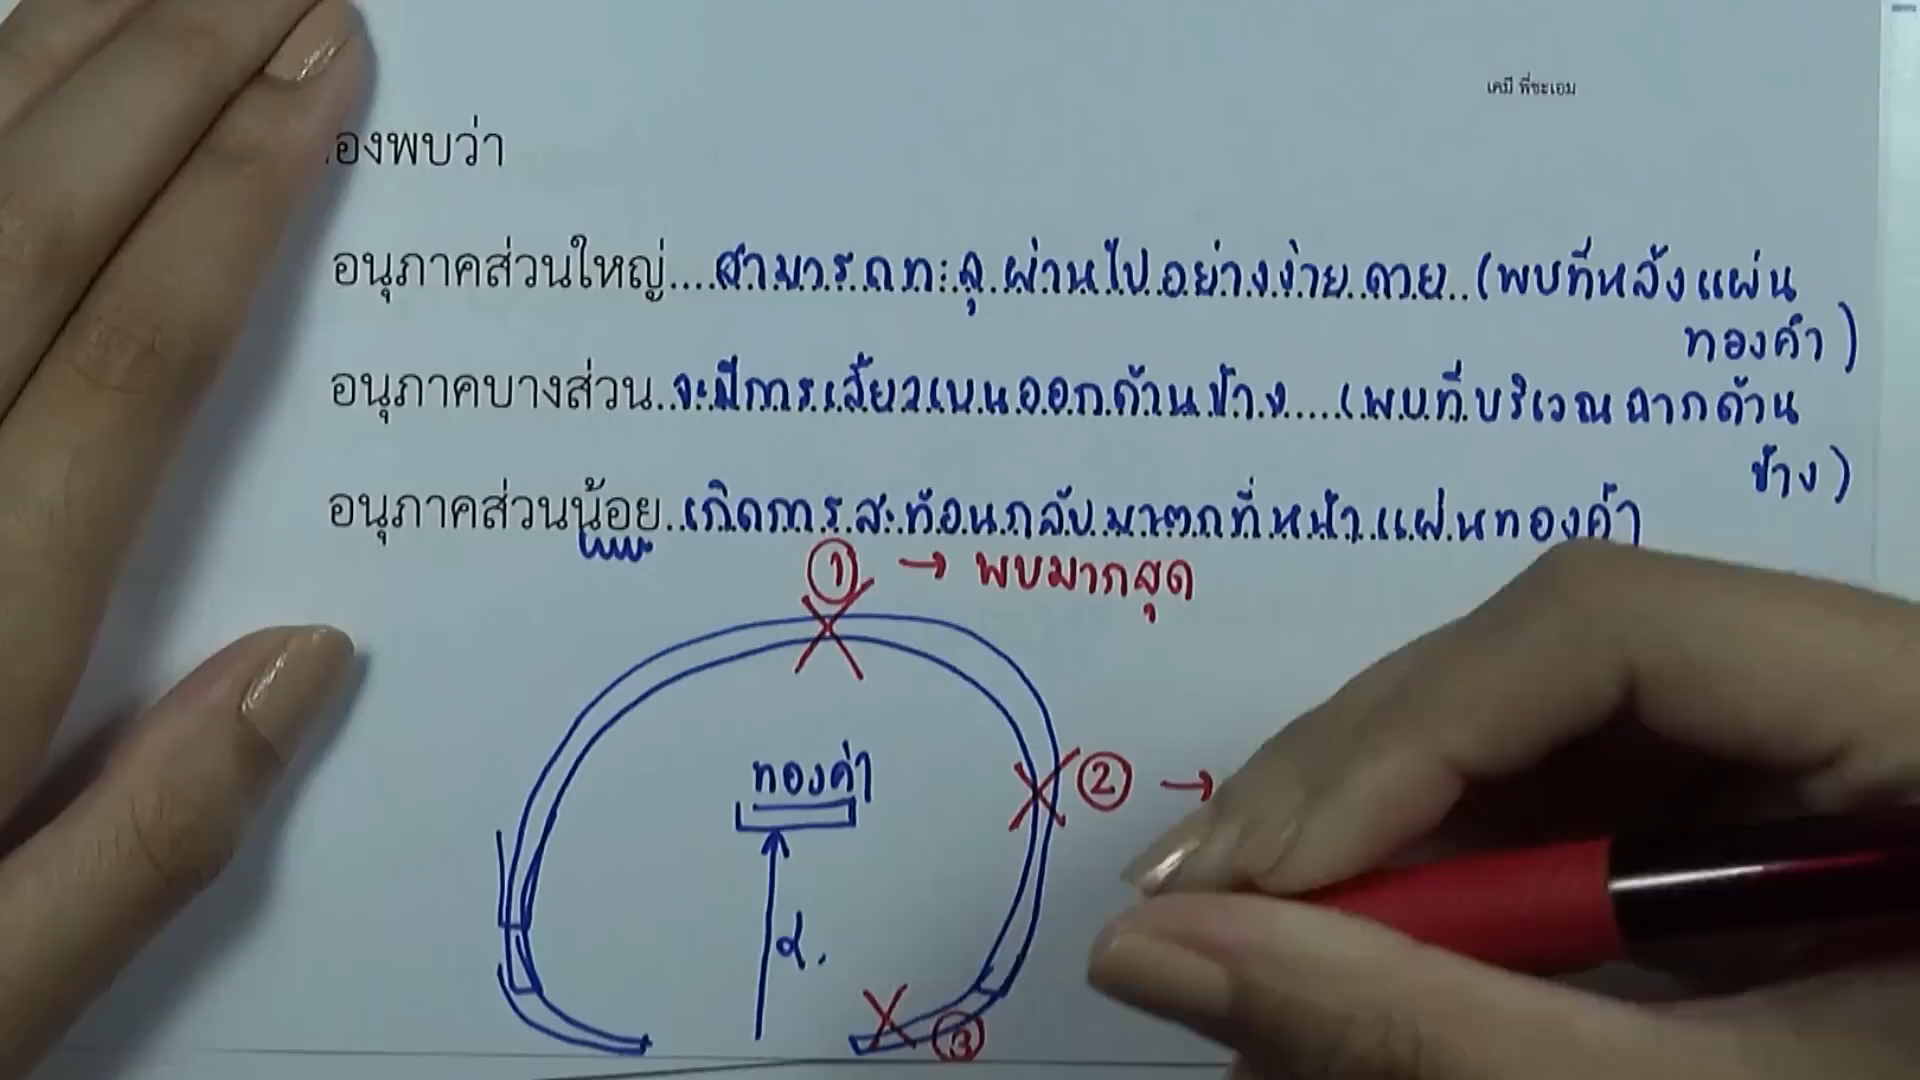 เคมี พี่ชะเอม
องพบว่า
อนุภาคส่วนใหญ่....สามารถทะลุผ่านไปอย่างง่ายดาย..(พบที่หลังแผ่น
ทองคำ)
อนุภาคบางส่วน..จะมีการเลี้ยวเบนออกด้านข้าง....(พบที่บริเวณฉากด้าน
ข้าง)
อนุภาคส่วนน้อย..เกิดการสะท้อนกลับมาตกที่หน้าแผ่นทองคำ
① → พบมากสุด
ทองคำ
② →
α
③